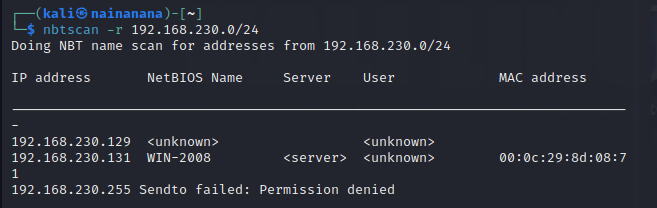 ┌──(kali㉿nainanana)-[~]
└─$ nbtscan -r 192.168.230.0/24
Doing NBT name scan for addresses from 192.168.230.0/24
IP address       NetBIOS Name     Server    User             MAC address
------------------------------------------------------------------------------
-
192.168.230.129  <unknown>                  <unknown>
192.168.230.131  WIN-2008         <server>  <unknown>        00:0c:29:8d:08:7
1
192.168.230.255 Sendto failed: Permission denied